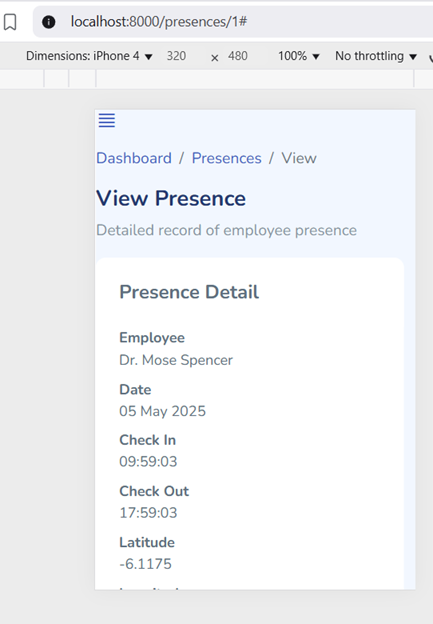 localhost:8000/presences/1#
Dimensions: iPhone 4 ▼ 320 × 480 100% ▼ No throttling ▼
Dashboard / Presences / View
View Presence
Detailed record of employee presence
Presence Detail
Employee
Dr. Mose Spencer
Date
05 May 2025
Check In
09:59:03
Check Out
17:59:03
Latitude
-6.1175